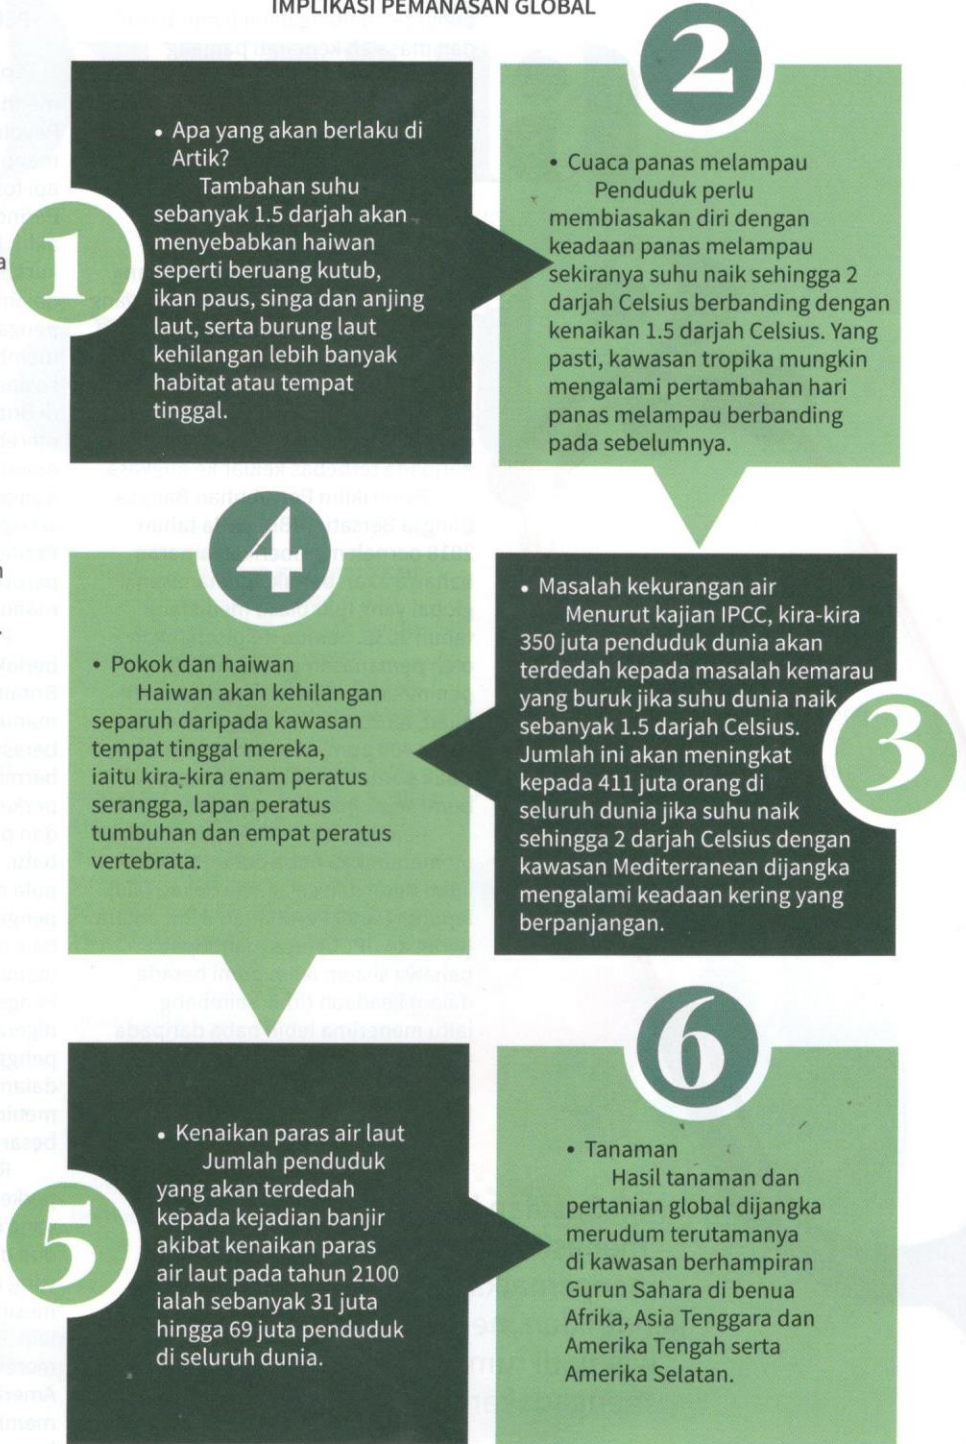 IMPLIKASI PEMANASAN GLOBAL
1
• Apa yang akan berlaku di
Artik?
Tambahan suhu
sebanyak 1.5 darjah akan
menyebabkan haiwan
seperti beruang kutub,
ikan paus, singa dan anjing
laut, serta burung laut
kehilangan lebih banyak
habitat atau tempat
tinggal.
2
• Cuaca panas melampau
Penduduk perlu
membiasakan diri dengan
keadaan panas melampau
sekiranya suhu naik sehingga 2
darjah Celsius berbanding dengan
kenaikan 1.5 darjah Celsius. Yang
pasti, kawasan tropika mungkin
mengalami pertambahan hari
panas melampau berbanding
pada sebelumnya.
3
• Masalah kekurangan air
Menurut kajian IPCC, kira-kira
350 juta penduduk dunia akan
terdedah kepada masalah kemarau
yang buruk jika suhu dunia naik
sebanyak 1.5 darjah Celsius.
Jumlah ini akan meningkat
kepada 411 juta orang di
seluruh dunia jika suhu naik
sehingga 2 darjah Celsius dengan
kawasan Mediterranean dijangka
mengalami keadaan kering yang
berpanjangan.
4
• Pokok dan haiwan
Haiwan akan kehilangan
separuh daripada kawasan
tempat tinggal mereka,
iaitu kira-kira enam peratus
serangga, lapan peratus
tumbuhan dan empat peratus
vertebrata.
5
• Kenaikan paras air laut
Jumlah penduduk
yang akan terdedah
kepada kejadian banjir
akibat kenaikan paras
air laut pada tahun 2100
ialah sebanyak 31 juta
hingga 69 juta penduduk
di seluruh dunia.
6
• Tanaman
Hasil tanaman dan
pertanian global dijangka
merudum terutamanya
di kawasan berhampiran
Gurun Sahara di benua
Afrika, Asia Tenggara dan
Amerika Tengah serta
Amerika Selatan.